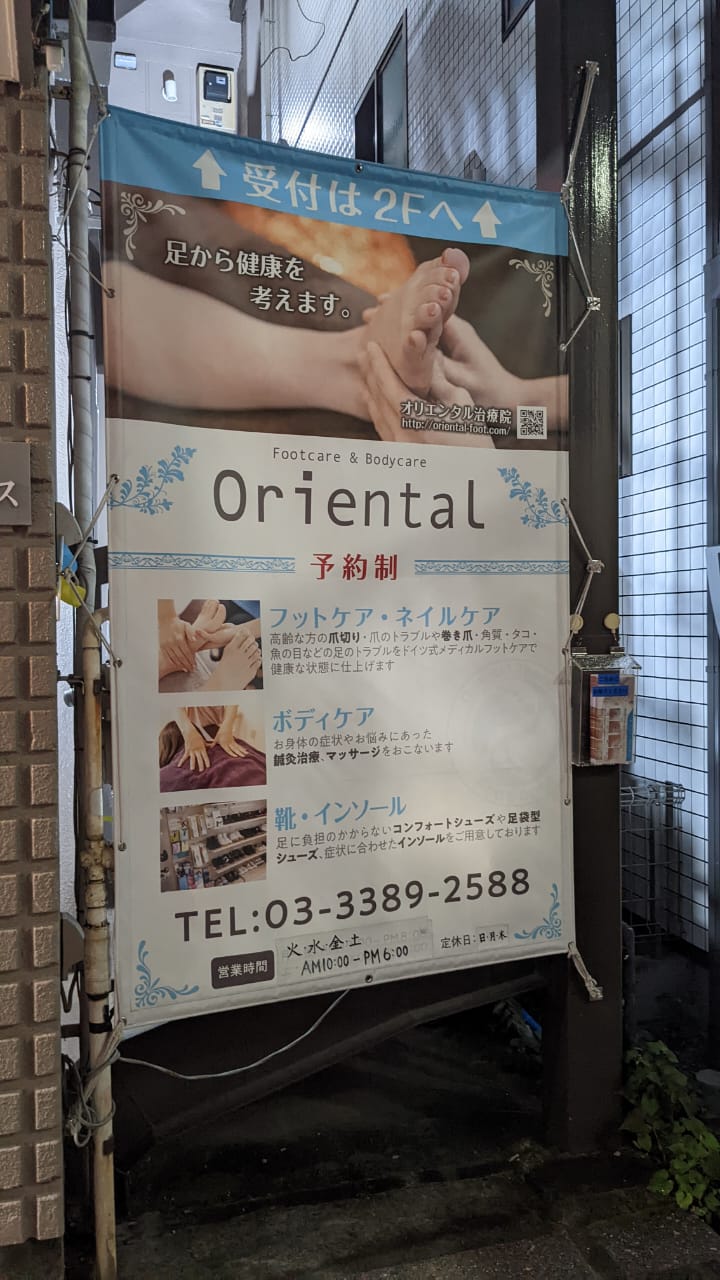 受付は2Fへ
足から健康を
考えます。
オリエンタル治療院
http://oriental-foot.com/
Footcare & Bodycare
Oriental
予約制
フットケア・ネイルケア
高齢な方の爪切り・爪のトラブルや巻き爪・角質・タコ・
魚の目などの足のトラブルをドイツ式メディカルフットケアで
健康な状態に仕上げます
ボディケア
お身体の症状やお悩みにあった
鍼灸治療、マッサージをおこないます
靴・インソール
足に負担のかからないコンフォートシューズや足袋型
シューズ、症状に合わせたインソールをご用意しております
TEL:03-3389-2588
営業時間
火・水・金・土
AM10:00-PM6:00
定休日:日・月・木
ス